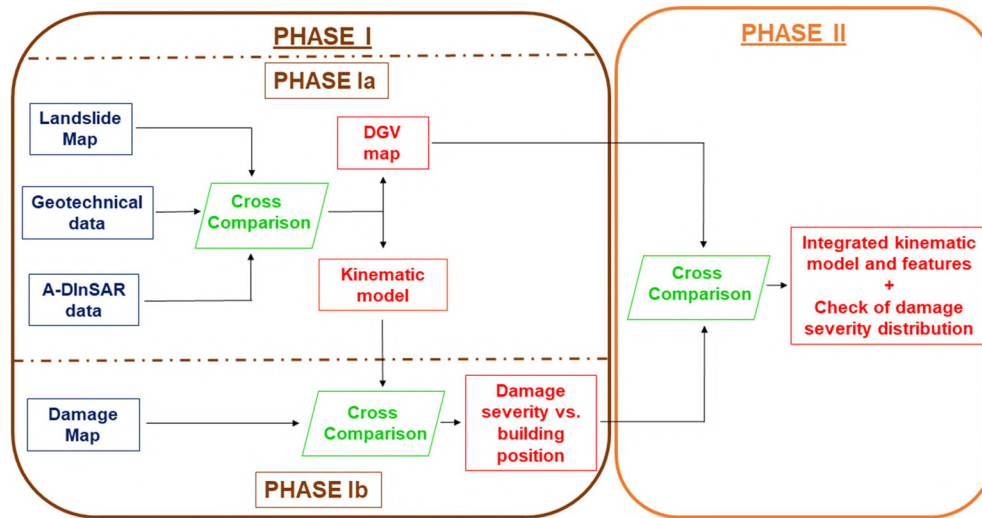 PHASE I
PHASE II
PHASE Ia
Landslide
Map
DGV
map
Geotechnical
data
Cross
Comparison
A-DInSAR
data
Kinematic
model
Cross
Comparison
Integrated kinematic
model and features
+
Check of damage
severity distribution
Damage
Map
Cross
Comparison
Damage
severity vs.
building
position
PHASE Ib